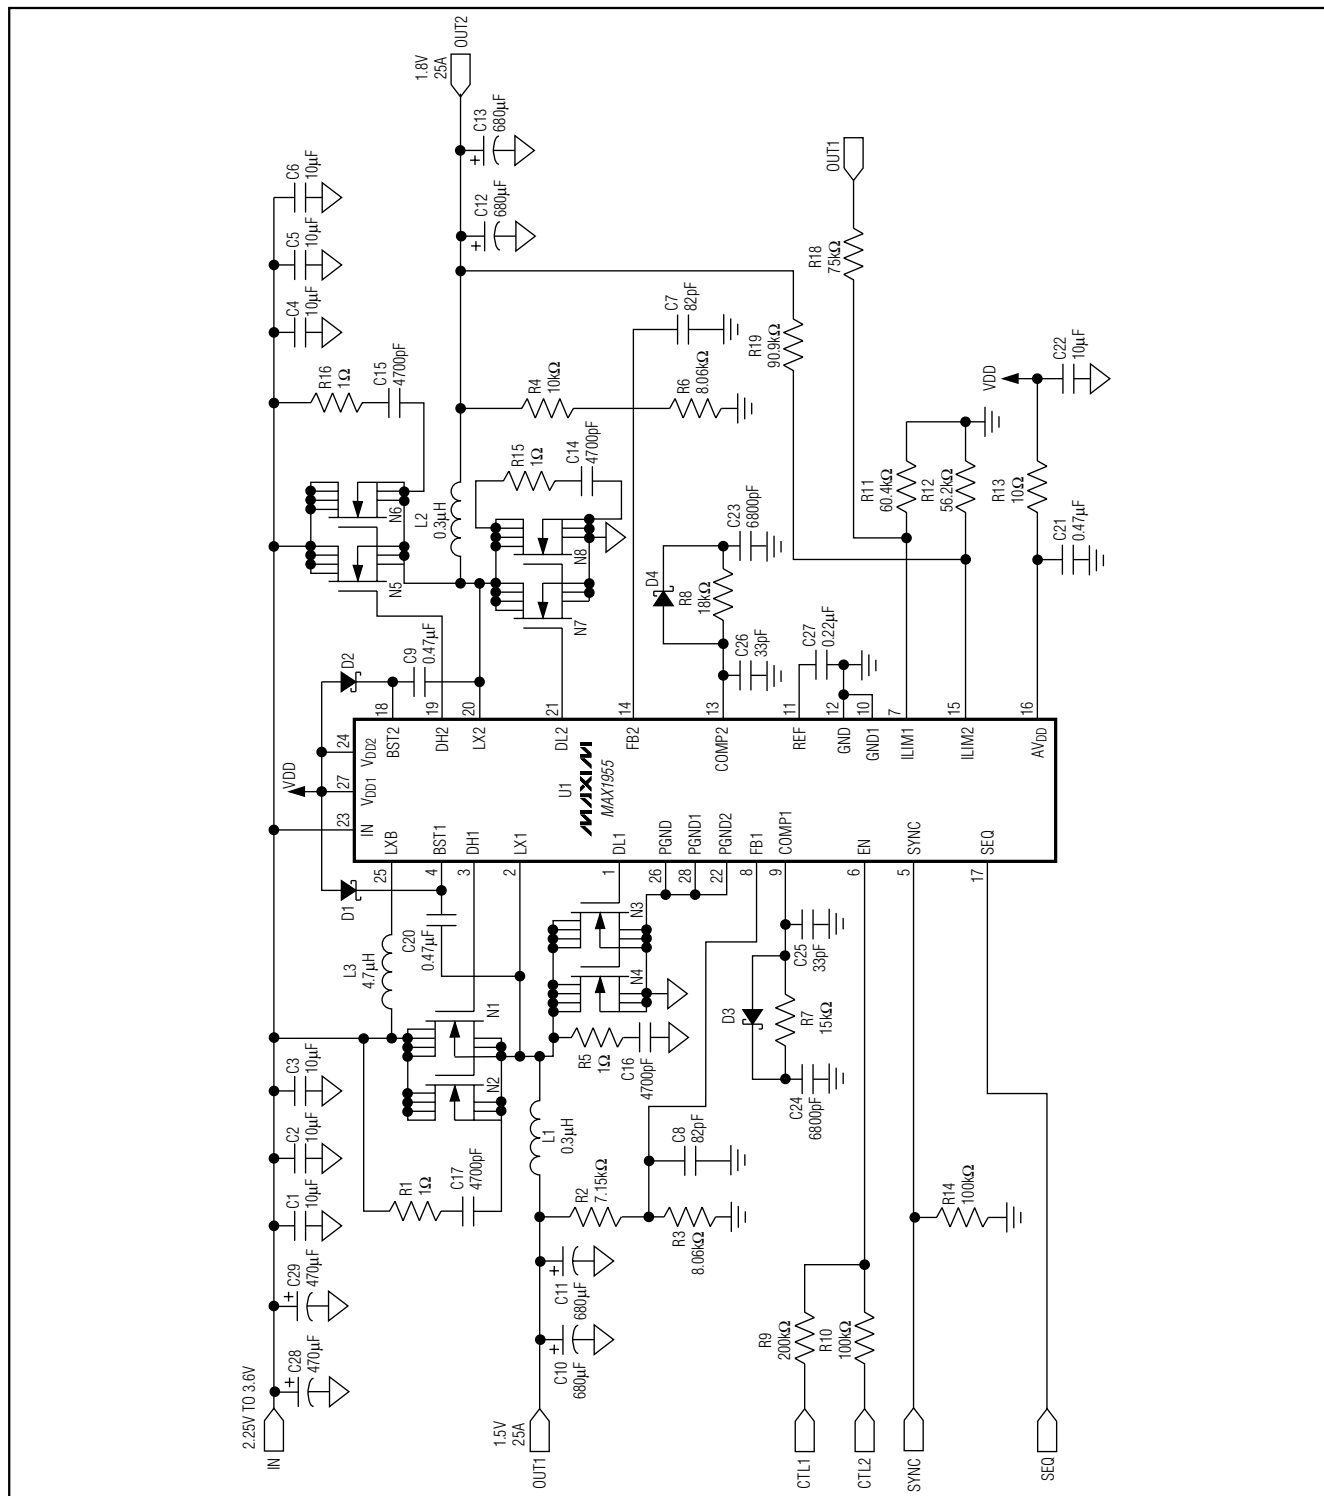 2.25V TO 3.6V
IN
C28
470µF
C29
470µF
C1
10µF
C2
10µF
C3
10µF
C4
10µF
C5
10µF
C6
10µF
R1
1Ω
C17
4700pF
N2
N1
L3
4.7µH
C20
0.47µF
D1
VDD
D2
C9
0.47µF
N5
N6
R16
1Ω
C15
4700pF
1.8V
25A
OUT2
C12
680µF
C13
680µF
L2
0.3µH
N7
N8
R15
1Ω
C14
4700pF
R4
10kΩ
R6
8.06kΩ
C7
82pF
R19
90.9kΩ
R18
75kΩ
OUT1
D4
R8
18kΩ
C23
6800pF
C26
33pF
C27
0.22µF
R11
60.4kΩ
R12
56.2kΩ
R13
10Ω
VDD
C22
10µF
C21
0.47µF
U1
MAXIM
MAX1955
23
IN
27
VDD1
24
VDD2
25
LXB
4
BST1
3
DH1
2
LX1
1
DL1
26
PGND
28
PGND1
22
PGND2
8
FB1
9
COMP1
6
EN
5
SYNC
17
SEQ
18
BST2
19
DH2
20
LX2
21
DL2
14
FB2
13
COMP2
11
REF
12
GND
10
GND1
7
ILIM1
15
ILIM2
16
AVDD
1.5V
25A
OUT1
C10
680µF
C11
680µF
L1
0.3µH
R2
7.15kΩ
R3
8.06kΩ
C8
82pF
R5
1Ω
C16
4700pF
N4
N3
D3
R7
15kΩ
C24
6800pF
C25
33pF
R9
200kΩ
R10
100kΩ
R14
100kΩ
CTL1
CTL2
SYNC
SEQ